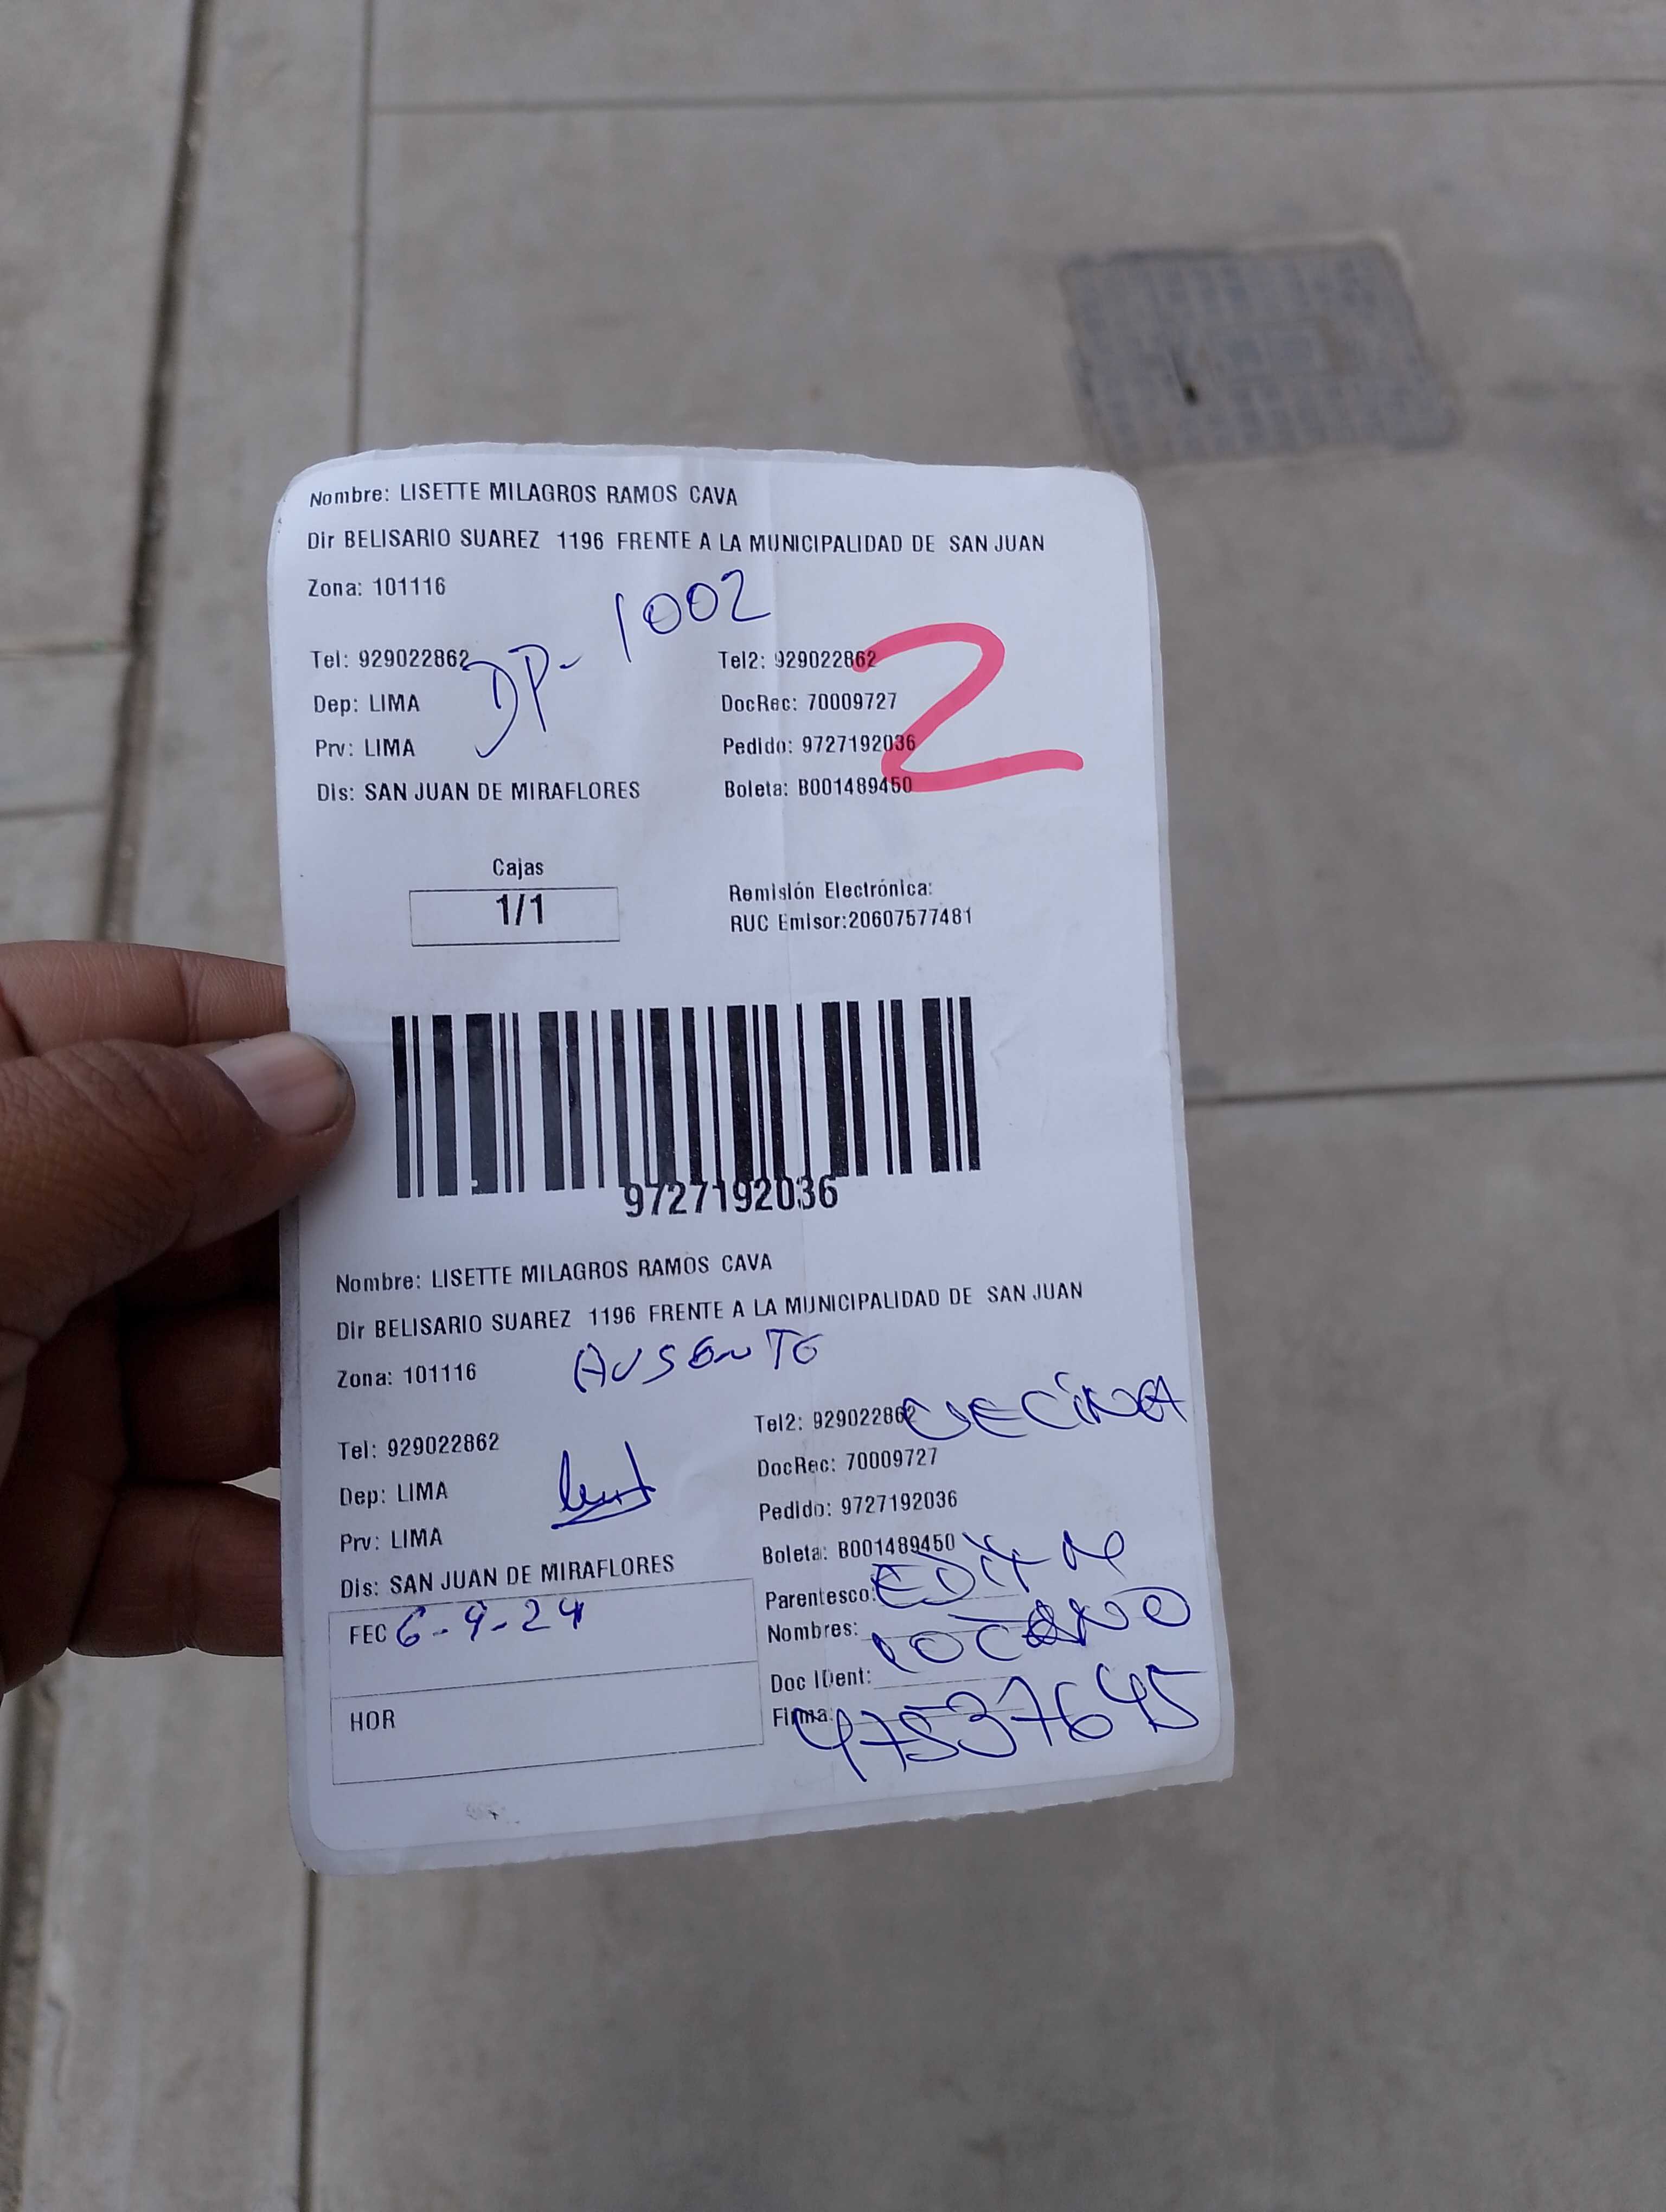 Nombre: LISETTE MILAGROS RAMOS CAVA
Dir BELISARIO SUAREZ 1196 FRENTE A LA MUNICIPALIDAD DE SAN JUAN
Zona: 101116
DP- 1002
Tel: 929022862 Tel2: 929022862
2
Dep: LIMA DocRec: 70009727
Prv: LIMA Pedido: 9727192036
Dis: SAN JUAN DE MIRAFLORES Boleta: B001489450
Cajas
1/1
Remisión Electrónica:
RUC Emisor:20607577481
9727192036
Nombre: LISETTE MILAGROS RAMOS CAVA
Dir BELISARIO SUAREZ 1196 FRENTE A LA MUNICIPALIDAD DE SAN JUAN
Zona: 101116 AUSENTE
Tel: 929022862 Tel2: 929022862 VECINA
Dep: LIMA DocRec: 70009727
Prv: LIMA Pedido: 9727192036
Dis: SAN JUAN DE MIRAFLORES Boleta: B001489450
FEC 6-9-24 Parentesco:
Nombres:
Doc IDent:
HOR Firma: